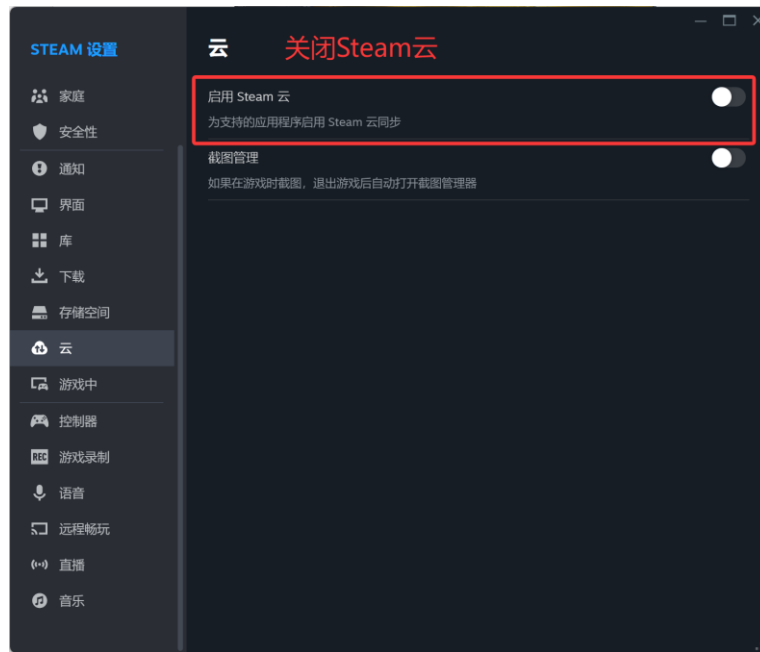 STEAM 设置
云
关闭Steam云
家庭
安全性
通知
界面
库
下载
存储空间
云
游戏中
控制器
REC 游戏录制
语音
远程畅玩
直播
音乐
启用 Steam 云
为支持的应用程序启用 Steam 云同步
截图管理
如果在游戏时截图，退出游戏后自动打开截图管理器